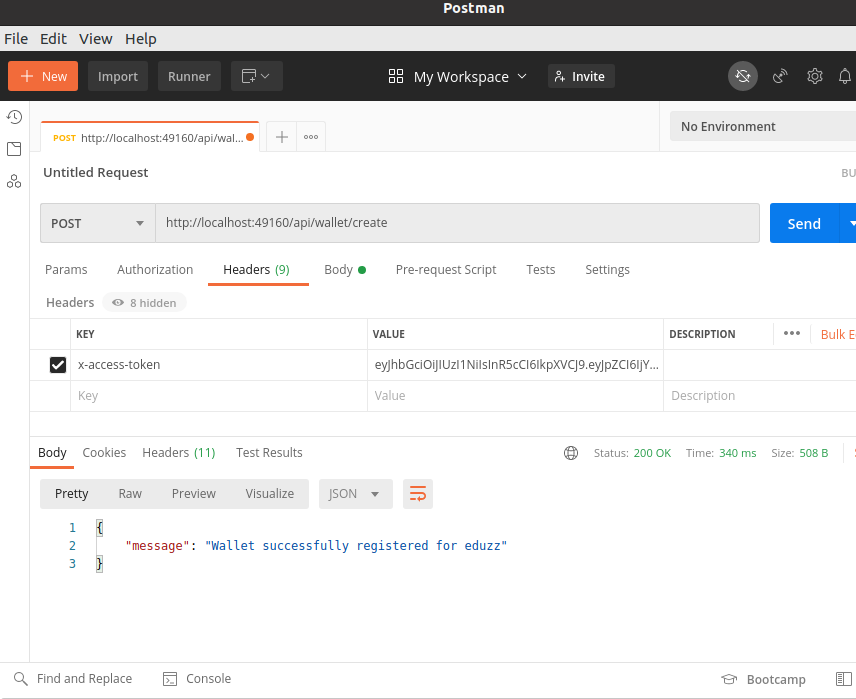 Postman
File Edit View Help
New Import Runner My Workspace Invite
POST http://localhost:49160/api/wal... No Environment
Untitled Request BU
POST http://localhost:49160/api/wallet/create Send
Params Authorization Headers (9) Body Pre-request Script Tests Settings
Headers 8 hidden
KEY VALUE DESCRIPTION ••• Bulk E
x-access-token eyJhbGciOiJIUzI1NiIsInR5cCI6IkpXVCJ9.eyJpZCI6IjY...
Key Value Description
Body Cookies Headers (11) Test Results Status: 200 OK Time: 340 ms Size: 508 B
Pretty Raw Preview Visualize JSON
1 {
2 "message": "Wallet successfully registered for eduzz"
3 }
Find and Replace Console Bootcamp